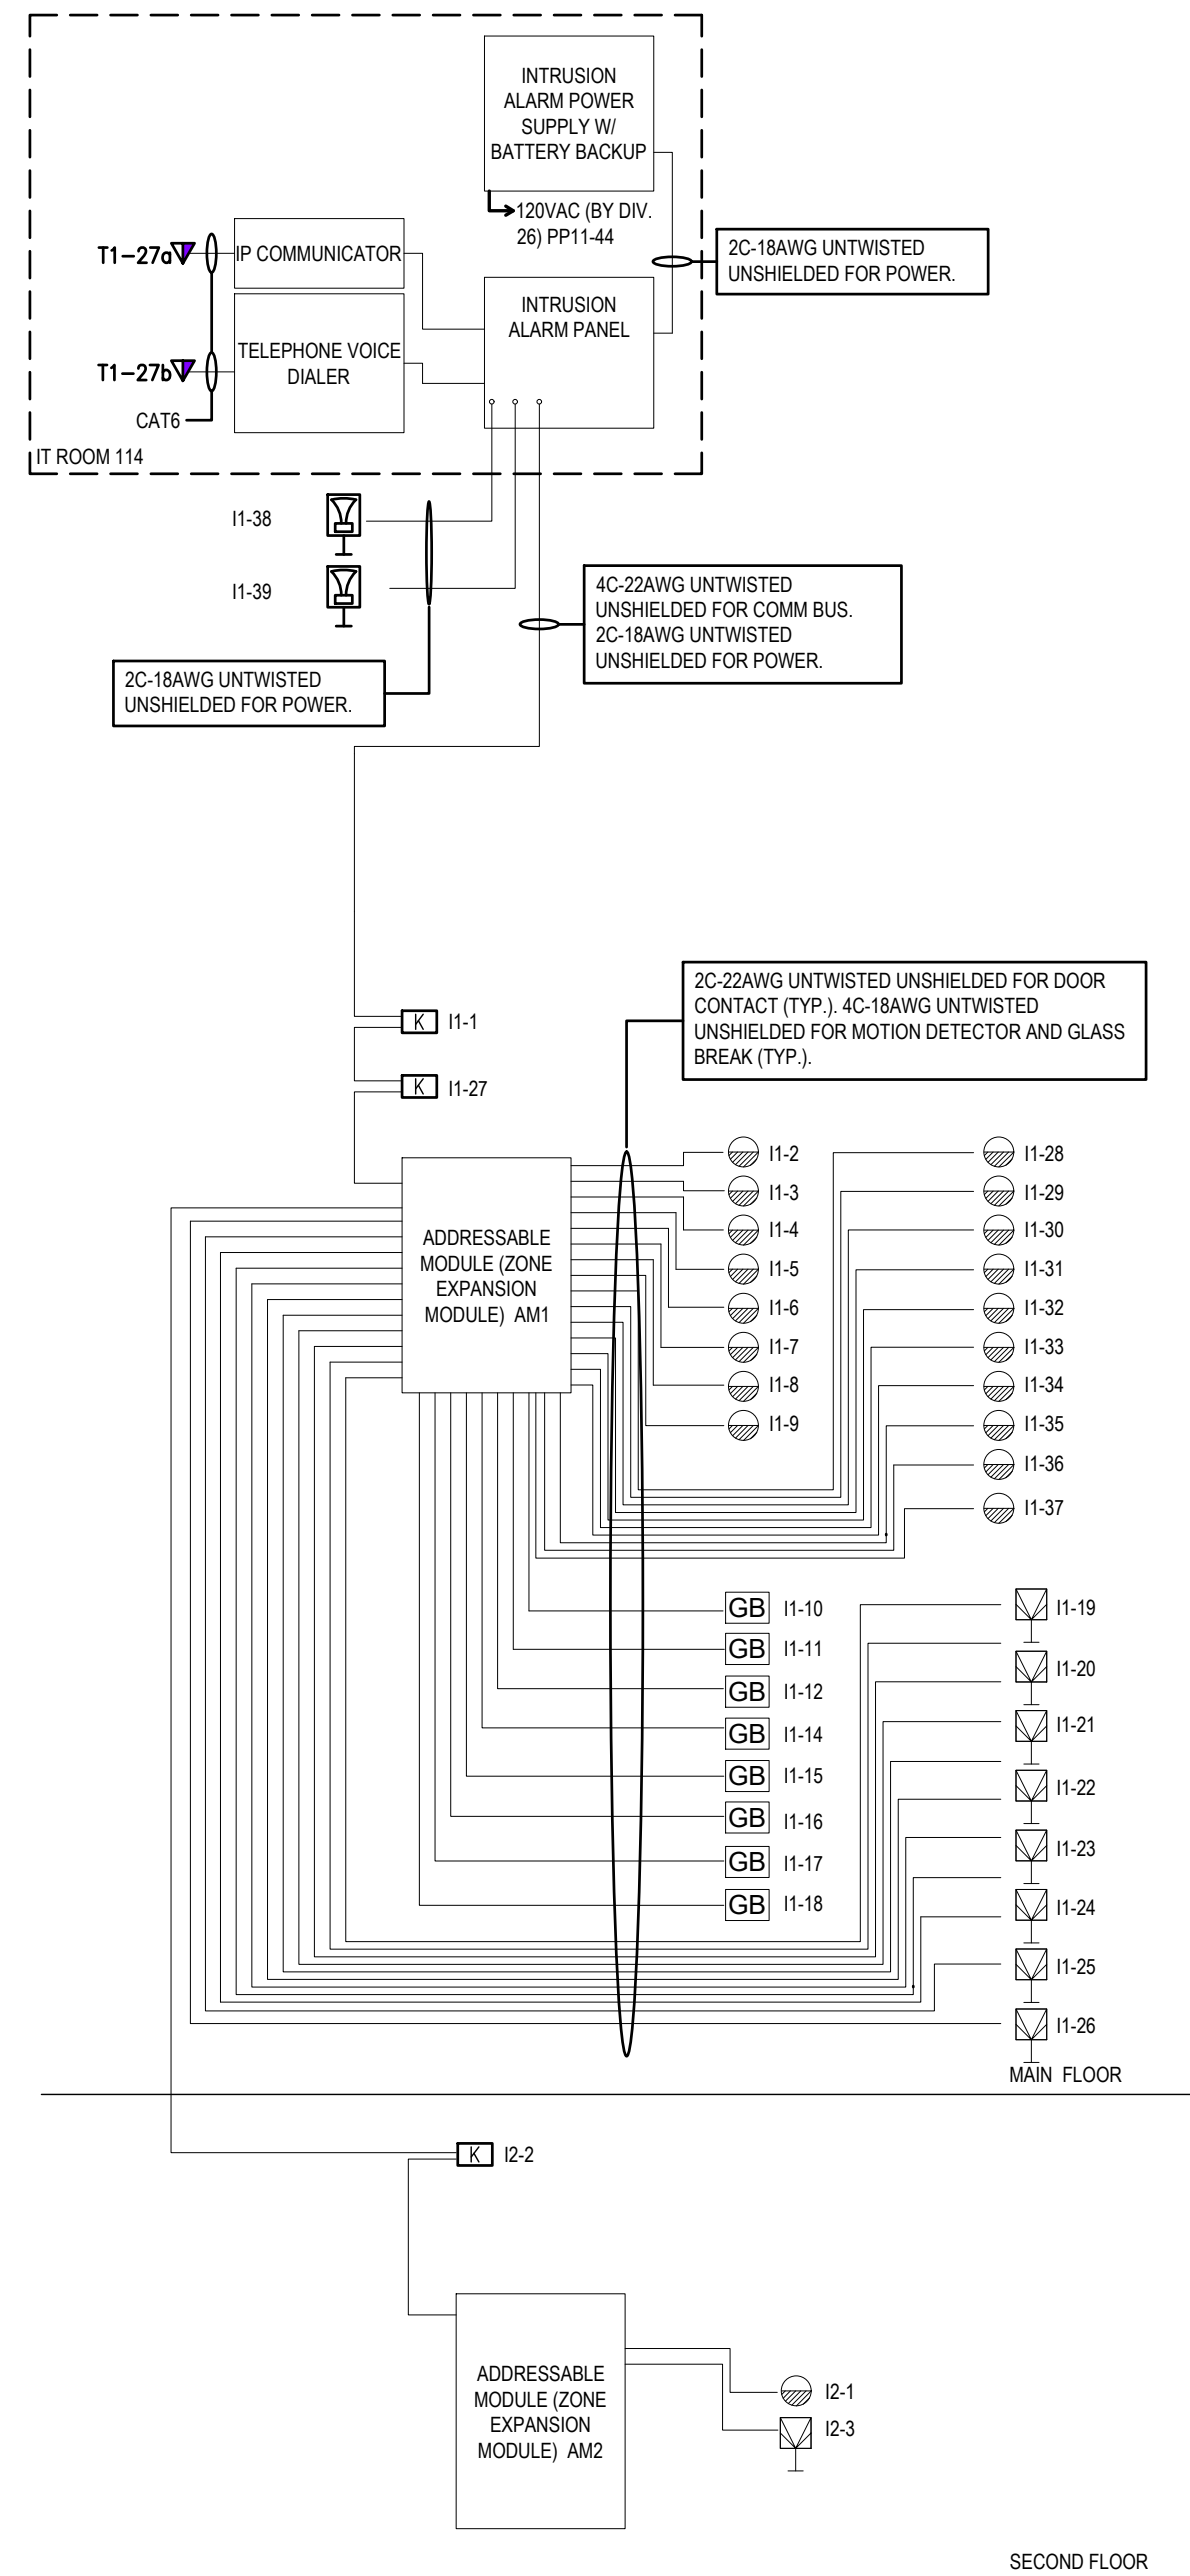 INTRUSION
ALARM POWER
SUPPLY W/
BATTERY BACKUP
120VAC (BY DIV.
26) PP11-44
2C-18AWG UNTWISTED
UNSHIELDED FOR POWER.
T1-27a
IP COMMUNICATOR
INTRUSION
ALARM PANEL
T1-27b
TELEPHONE VOICE
DIALER
CAT6
IT ROOM 114
I1-38
I1-39
4C-22AWG UNTWISTED
UNSHIELDED FOR COMM BUS.
2C-18AWG UNTWISTED
UNSHIELDED FOR POWER.
2C-18AWG UNTWISTED
UNSHIELDED FOR POWER.
2C-22AWG UNTWISTED UNSHIELDED FOR DOOR
CONTACT (TYP.). 4C-18AWG UNTWISTED
UNSHIELDED FOR MOTION DETECTOR AND GLASS
BREAK (TYP.).
K I1-1
K I1-27
ADDRESSABLE
MODULE (ZONE
EXPANSION
MODULE) AM1
I1-2
I1-3
I1-4
I1-5
I1-6
I1-7
I1-8
I1-9
I1-28
I1-29
I1-30
I1-31
I1-32
I1-33
I1-34
I1-35
I1-36
I1-37
GB I1-10
GB I1-11
GB I1-12
GB I1-14
GB I1-15
GB I1-16
GB I1-17
GB I1-18
I1-19
I1-20
I1-21
I1-22
I1-23
I1-24
I1-25
I1-26
MAIN FLOOR
K I2-2
ADDRESSABLE
MODULE (ZONE
EXPANSION
MODULE) AM2
I2-1
I2-3
SECOND FLOOR